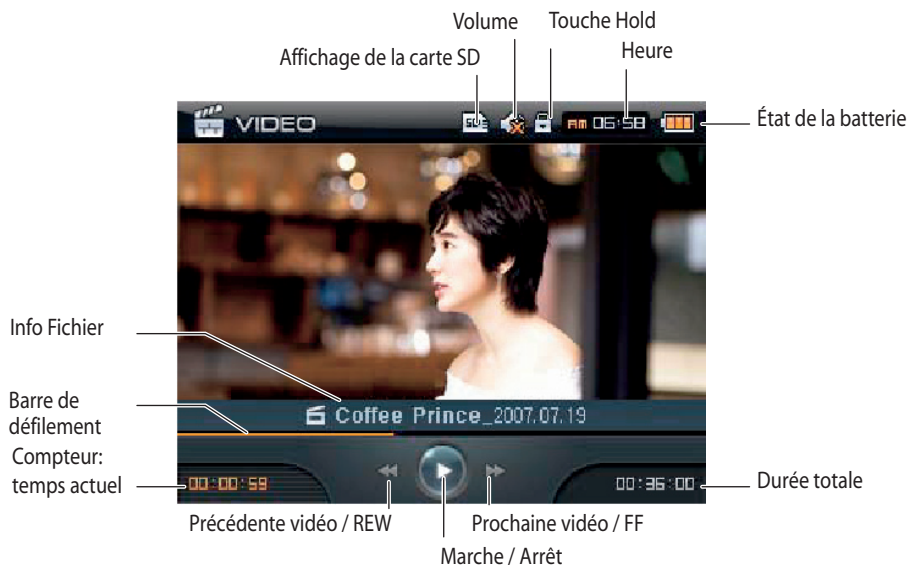 Volume
Touche Hold
Affichage de la carte SD
Heure
VIDEO
SD
AM 06:58
État de la batterie
Info Fichier
Coffee Prince_2007.07.19
Barre de
défilement
Compteur:
temps actuel
00:00:59
00:36:00
Durée totale
Précédente vidéo / REW
Prochaine vidéo / FF
Marche / Arrêt